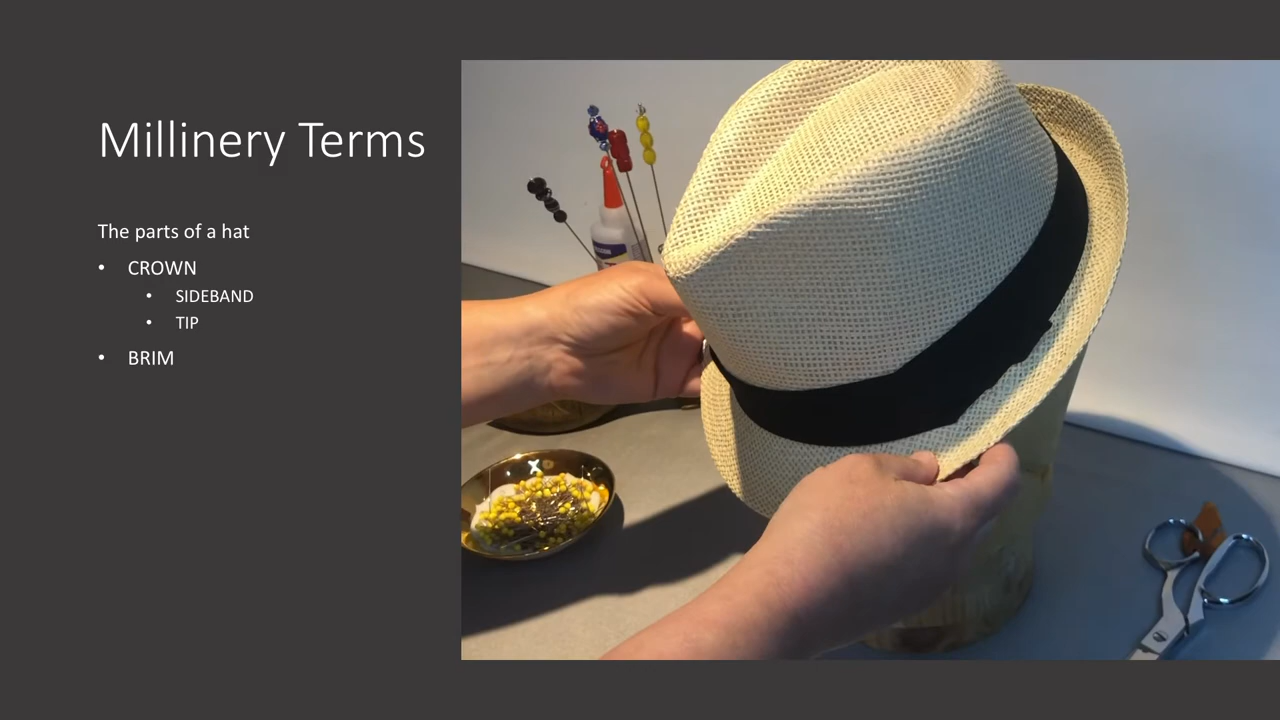 Millinery Terms
The parts of a hat
• CROWN
• SIDEBAND
• TIP
• BRIM